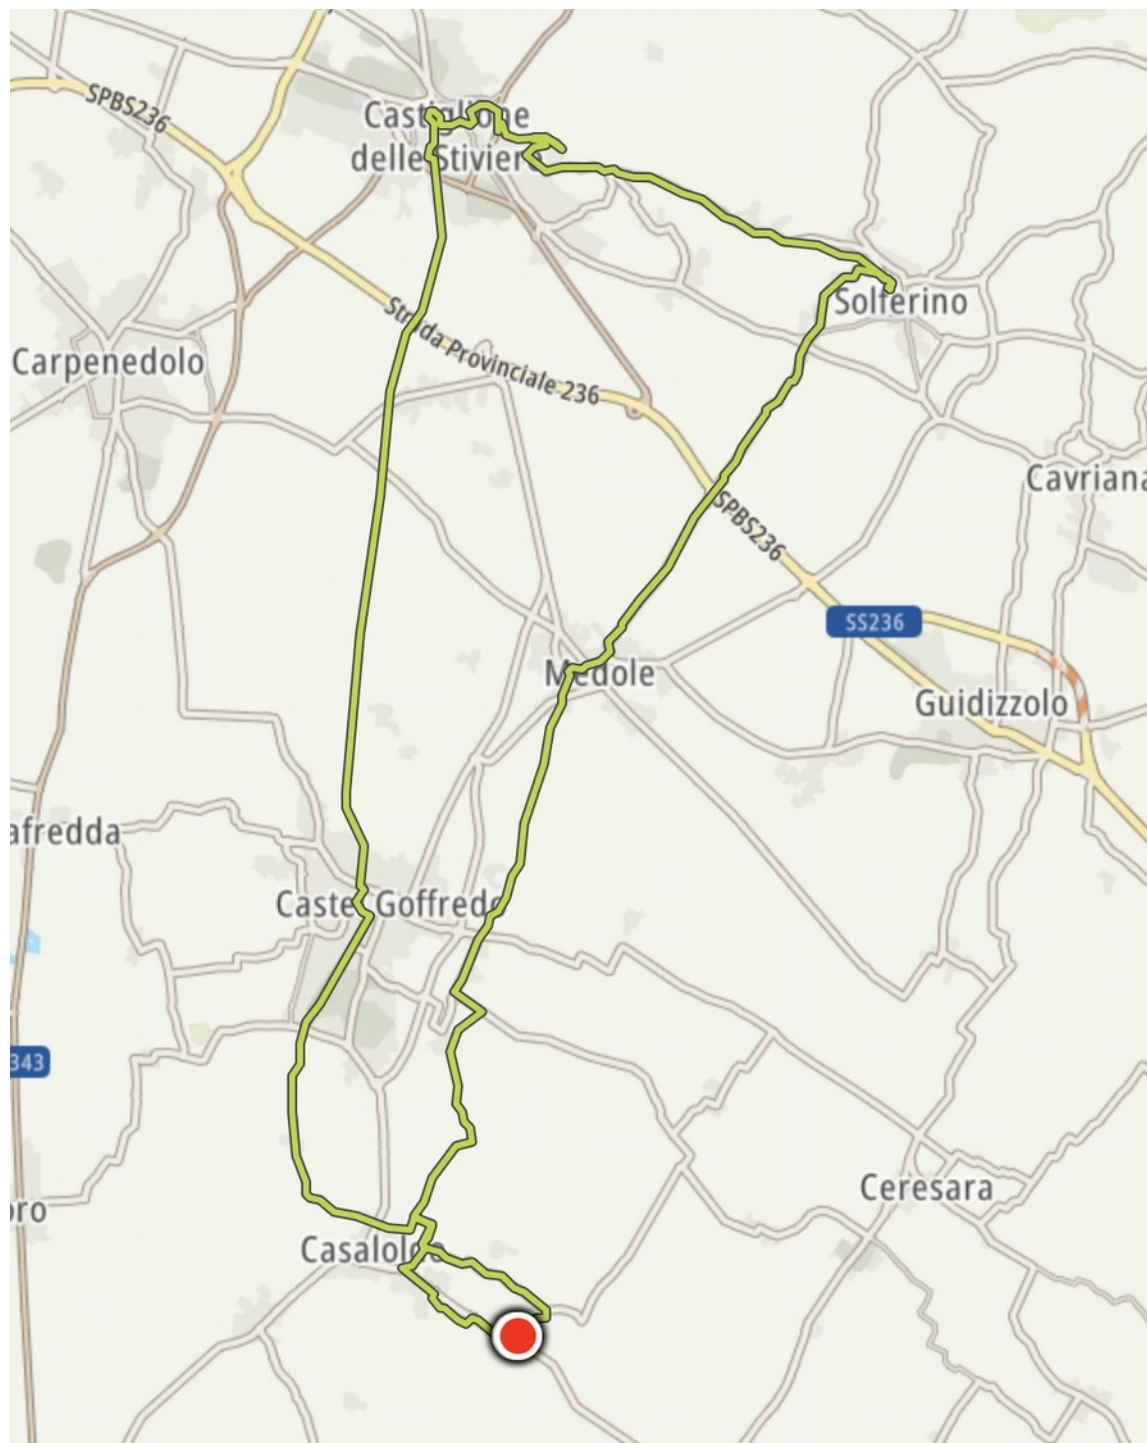 SPBS236
Castiglione
delle Stiviere
Solferino
Strada Provinciale 236
Carpenedolo
Cavriana
SPBS236
SS236
Medole
Guidizzolo
afredda
Castel Goffredo
343
Ceresara
oro
Casaloldo